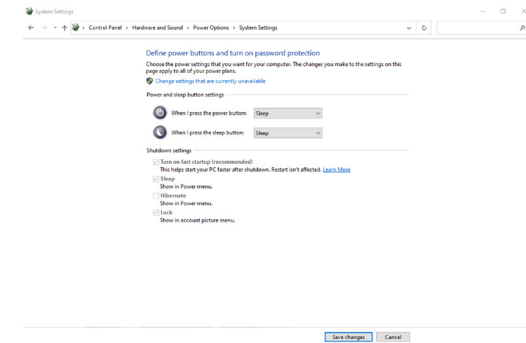 System Settings
Control Panel > Hardware and Sound > Power Options > System Settings
Define power buttons and turn on password protection
Choose the power settings that you want for your computer. The changes you make to the settings on this
page apply to all of your power plans.
Change settings that are currently unavailable
Power and sleep button settings
When I press the power button: Sleep
When I press the sleep button: Sleep
Shutdown settings
Turn on fast startup (recommended)
This helps start your PC faster after shutdown. Restart isn't affected. Learn More
Sleep
Show in Power menu.
Hibernate
Show in Power menu.
Lock
Show in account picture menu.
Save changes Cancel